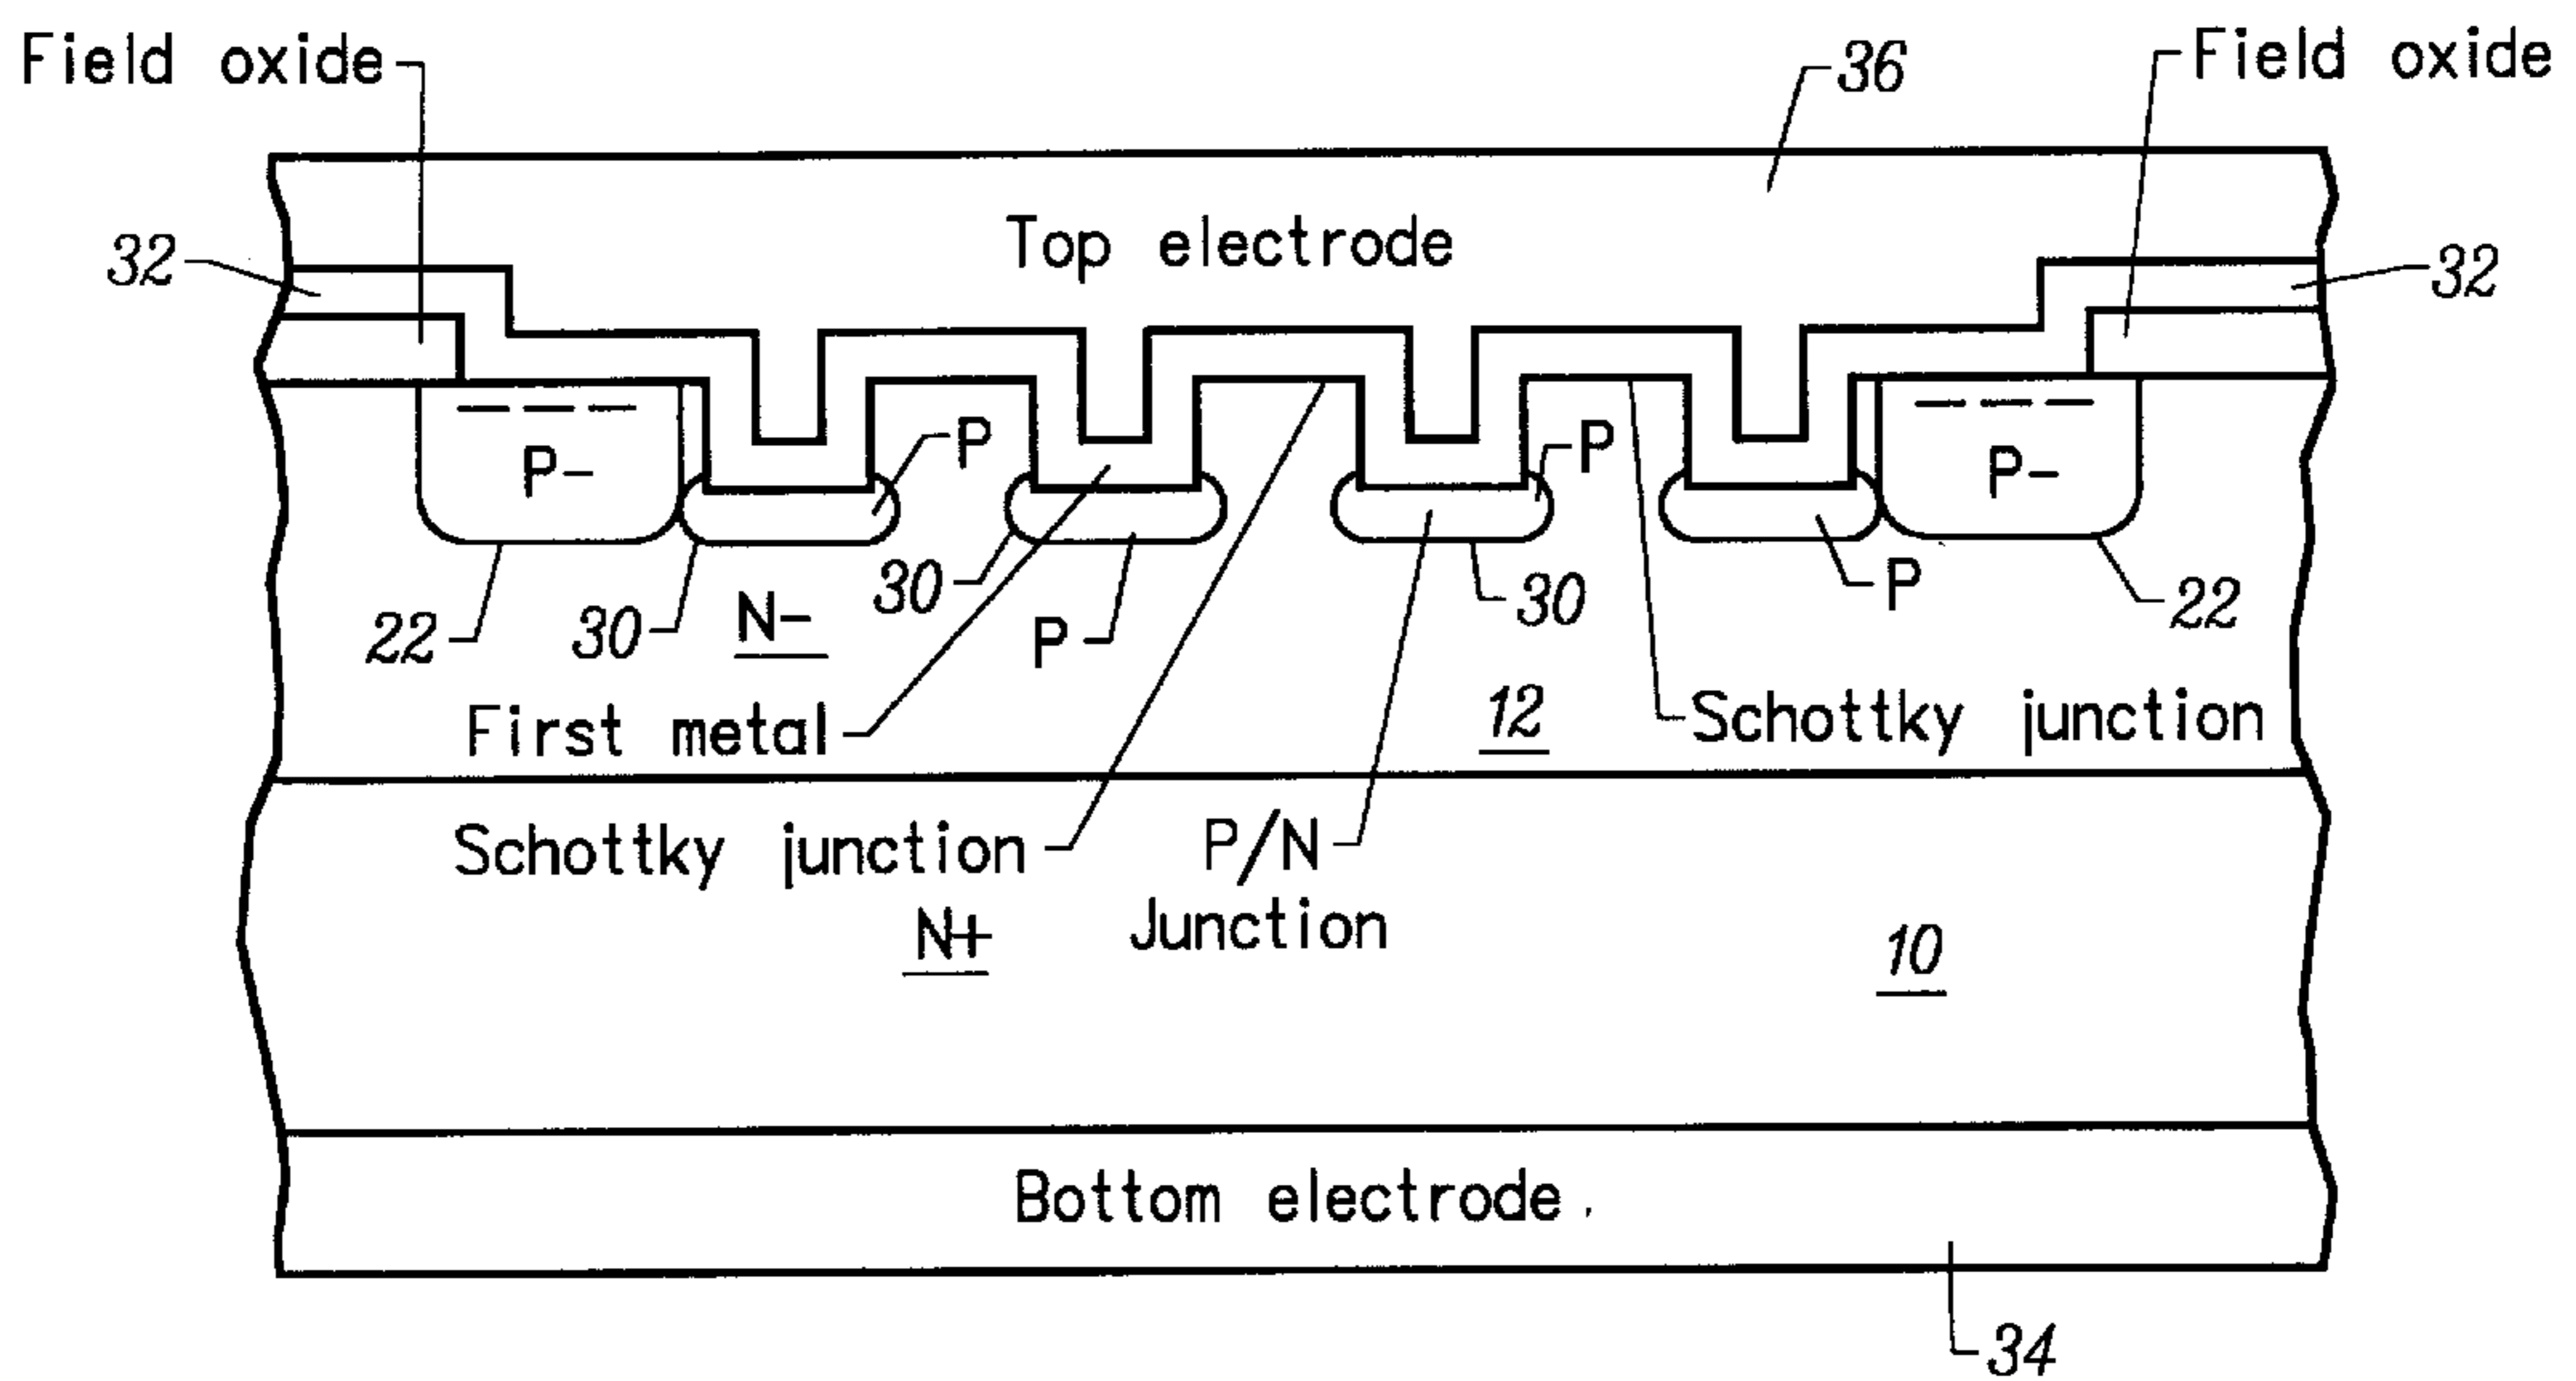 Field oxide
36
Field oxide
Top electrode
32
32
P
P
P-
P-
30
30
P
22
30
N-
P
22
First metal
12
Schottky junction
Schottky junction
P/N
Junction
N+
10
Bottom electrode
34